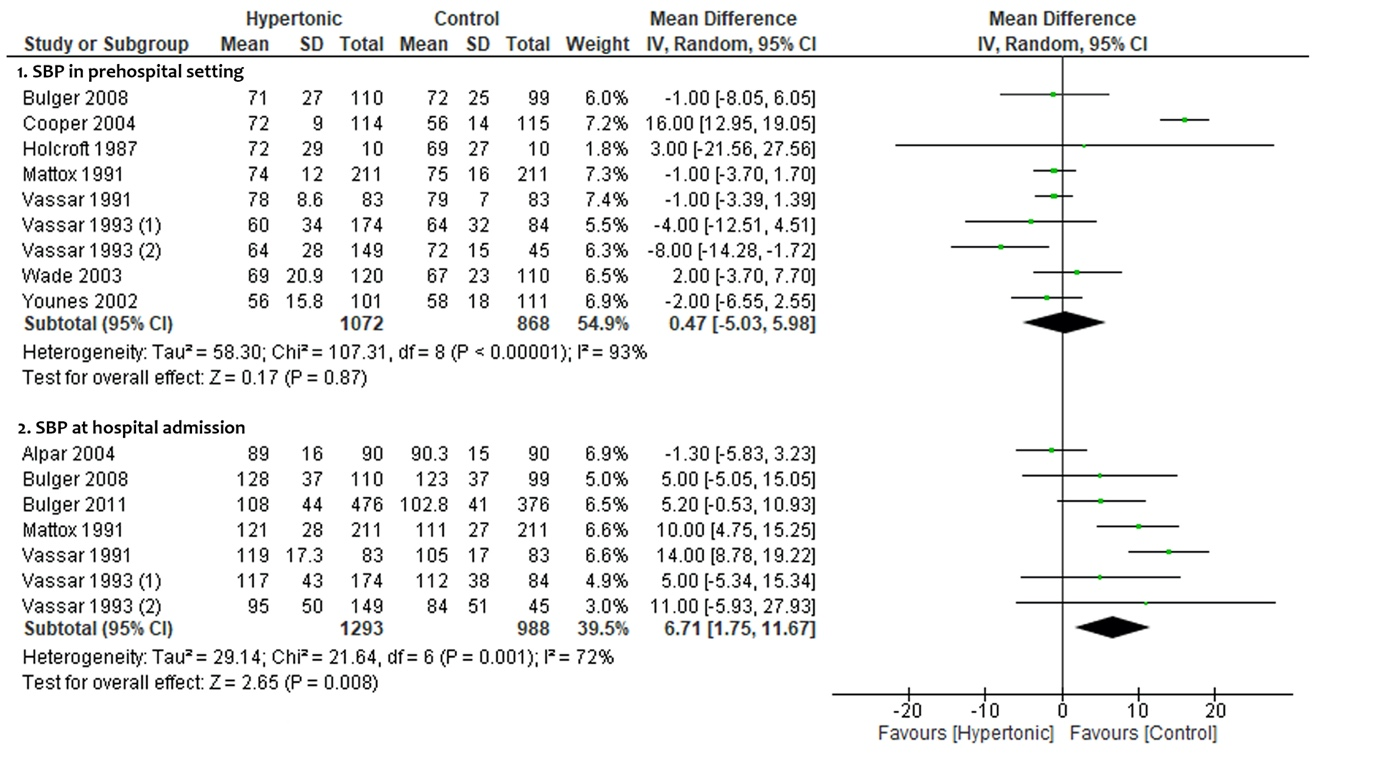 Hypertonic Control Mean Difference Mean Difference
Study or Subgroup Mean SD Total Mean SD Total Weight IV, Random, 95% CI IV, Random, 95% CI
1. SBP in prehospital setting
Bulger 2008 71 27 110 72 25 99 6.0% -1.00 [-8.05, 6.05]
Cooper 2004 72 9 114 56 14 115 7.2% 16.00 [12.95, 19.05]
Holcroft 1987 72 29 10 69 27 10 1.8% 3.00 [-21.56, 27.56]
Mattox 1991 74 12 211 75 16 211 7.3% -1.00 [-3.70, 1.70]
Vassar 1991 78 8.6 83 79 7 83 7.4% -1.00 [-3.39, 1.39]
Vassar 1993 (1) 60 34 174 64 32 84 5.5% -4.00 [-12.51, 4.51]
Vassar 1993 (2) 64 28 149 72 15 45 6.3% -8.00 [-14.28, -1.72]
Wade 2003 69 20.9 120 67 23 110 6.5% 2.00 [-3.70, 7.70]
Younes 2002 56 15.8 101 58 18 111 6.9% -2.00 [-6.55, 2.55]
Subtotal (95% CI) 1072 868 54.9% 0.47 [-5.03, 5.98]
Heterogeneity: Tau² = 58.30; Chi² = 107.31, df = 8 (P < 0.00001); I² = 93%
Test for overall effect: Z = 0.17 (P = 0.87)
2. SBP at hospital admission
Alpar 2004 89 16 90 90.3 15 90 6.9% -1.30 [-5.83, 3.23]
Bulger 2008 128 37 110 123 37 99 5.0% 5.00 [-5.05, 15.05]
Bulger 2011 108 44 476 102.8 41 376 6.5% 5.20 [-0.53, 10.93]
Mattox 1991 121 28 211 111 27 211 6.6% 10.00 [4.75, 15.25]
Vassar 1991 119 17.3 83 105 17 83 6.6% 14.00 [8.78, 19.22]
Vassar 1993 (1) 117 43 174 112 38 84 4.9% 5.00 [-5.34, 15.34]
Vassar 1993 (2) 95 50 149 84 51 45 3.0% 11.00 [-5.93, 27.93]
Subtotal (95% CI) 1293 988 39.5% 6.71 [1.75, 11.67]
Heterogeneity: Tau² = 29.14; Chi² = 21.64, df = 6 (P = 0.001); I² = 72%
Test for overall effect: Z = 2.65 (P = 0.008)
-20 -10 0 10 20
Favours [Hypertonic] Favours [Control]